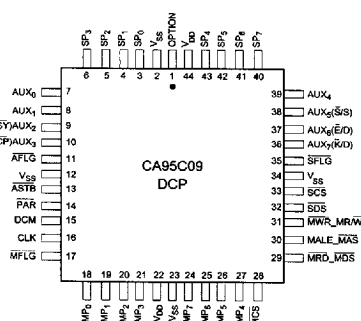 SP3 SP2 SP1 SP0 VSS OPTION VDD SP4 SP5 SP6 SP7
6 5 4 3 2 1 44 43 42 41 40
AUX0 7
AUX1 8
SY)AUX2 9
CP)AUX3 10
AFLG 11
VSS 12
ASTB 13
PAR 14
DCM 15
CLK 16
MFLG 17
CA95C09
DCP
39 AUX4
38 AUX5(S/S)
37 AUX6(E/D)
36 AUX7(K/D)
35 SFLG
34 VSS
33 SCS
32 SDS
31 MWR_MR/W
30 MALE_MAS
29 MRD_MDS
18 19 20 21 22 23 24 25 26 27 28
MP0 MP1 MP2 MP3 VDD VSS MP7 MP5 MP4